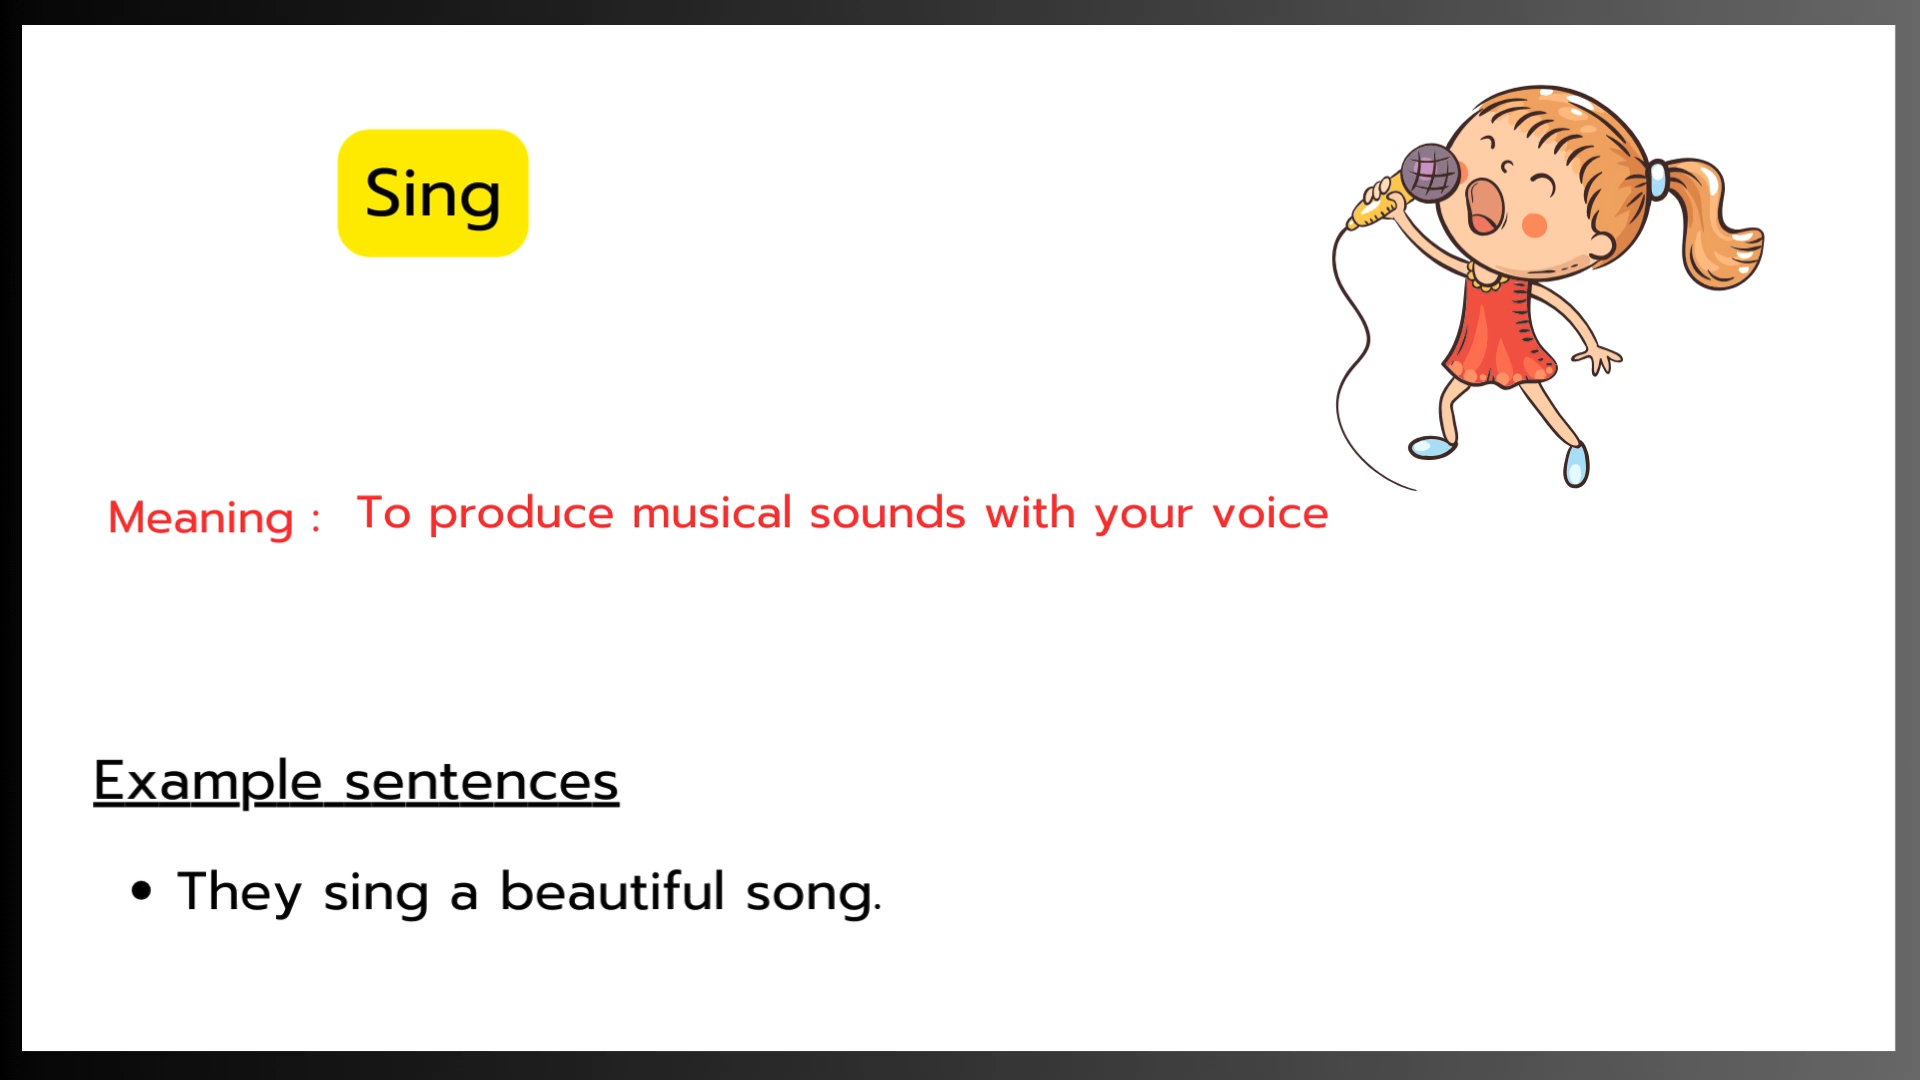 Sing
Meaning : To produce musical sounds with your voice
Example sentences
• They sing a beautiful song.